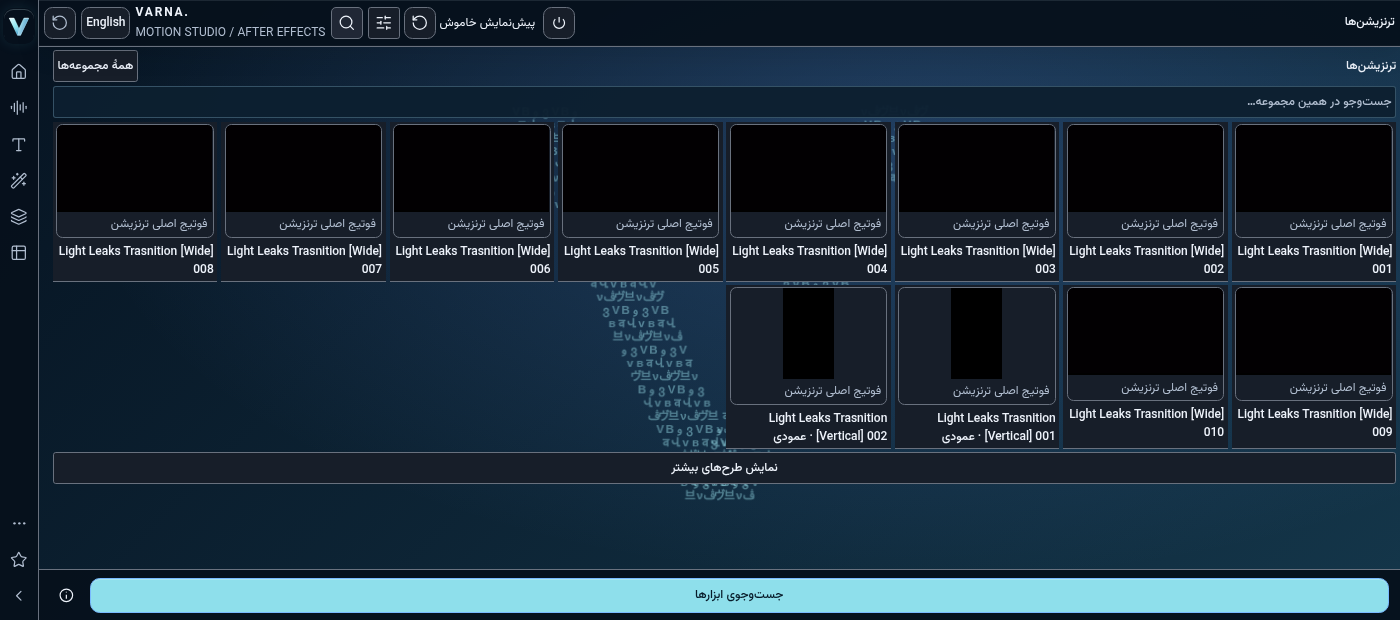 English
VARNA.
MOTION STUDIO / AFTER EFFECTS
پیش‌نمایش خاموش
ترنزیشن‌ها
همهٔ مجموعه‌ها
ترنزیشن‌ها
جست‌وجو در همین مجموعه...
فوتیج اصلی ترنزیشن
Light Leaks Trasnition [Wide] 001
فوتیج اصلی ترنزیشن
Light Leaks Trasnition [Wide] 002
فوتیج اصلی ترنزیشن
Light Leaks Trasnition [Wide] 003
فوتیج اصلی ترنزیشن
Light Leaks Trasnition [Wide] 004
فوتیج اصلی ترنزیشن
Light Leaks Trasnition [Wide] 005
فوتیج اصلی ترنزیشن
Light Leaks Trasnition [Wide] 006
فوتیج اصلی ترنزیشن
Light Leaks Trasnition [Wide] 007
فوتیج اصلی ترنزیشن
Light Leaks Trasnition [Wide] 008
فوتیج اصلی ترنزیشن
Light Leaks Trasnition [Wide] 009
فوتیج اصلی ترنزیشن
Light Leaks Trasnition [Wide] 010
فوتیج اصلی ترنزیشن
Light Leaks Trasnition [Vertical] 001 · عمودی
فوتیج اصلی ترنزیشن
Light Leaks Trasnition [Vertical] 002 · عمودی
نمایش طرح‌های بیشتر
جست‌وجوی ابزارها